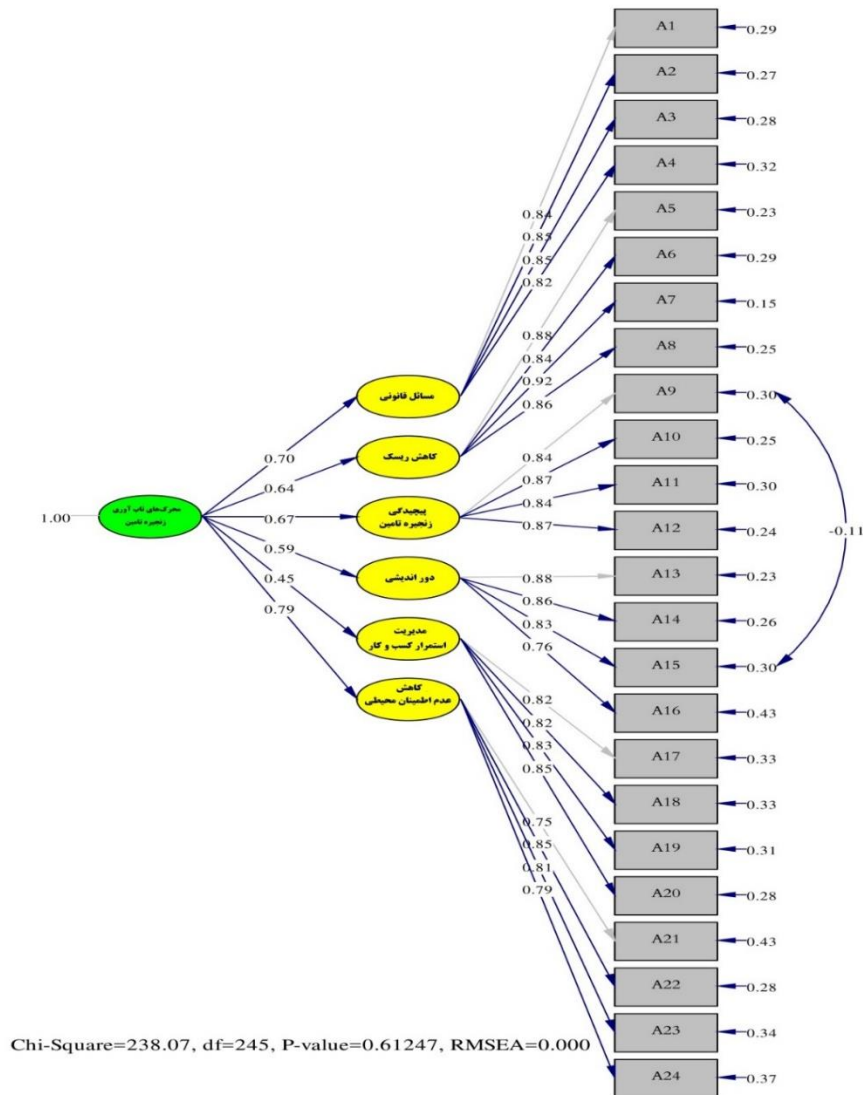 A1
0.29
A2
0.27
A3
0.28
A4
0.32
A5
0.23
A6
0.29
A7
0.15
A8
0.25
A9
0.30
A10
0.25
A11
0.30
A12
0.24
A13
0.23
A14
0.26
A15
0.30
A16
0.43
A17
0.33
A18
0.33
A19
0.31
A20
0.28
A21
0.43
A22
0.28
A23
0.34
A24
0.37
-0.11
0.84
0.85
0.85
0.82
0.88
0.84
0.92
0.86
0.84
0.87
0.84
0.87
0.88
0.86
0.83
0.76
0.82
0.82
0.83
0.85
0.75
0.85
0.81
0.79
مسائل قانونی
کاهش ریسک
پیچیدگی
زنجیره تامین
دور اندیشی
مدیریت
استمرار کسب و کار
کاهش
عدم اطمینان محیطی
0.70
0.64
0.67
0.59
0.45
0.79
1.00
محرک‌های تاب آوری
زنجیره تامین
Chi-Square=238.07, df=245, P-value=0.61247, RMSEA=0.000